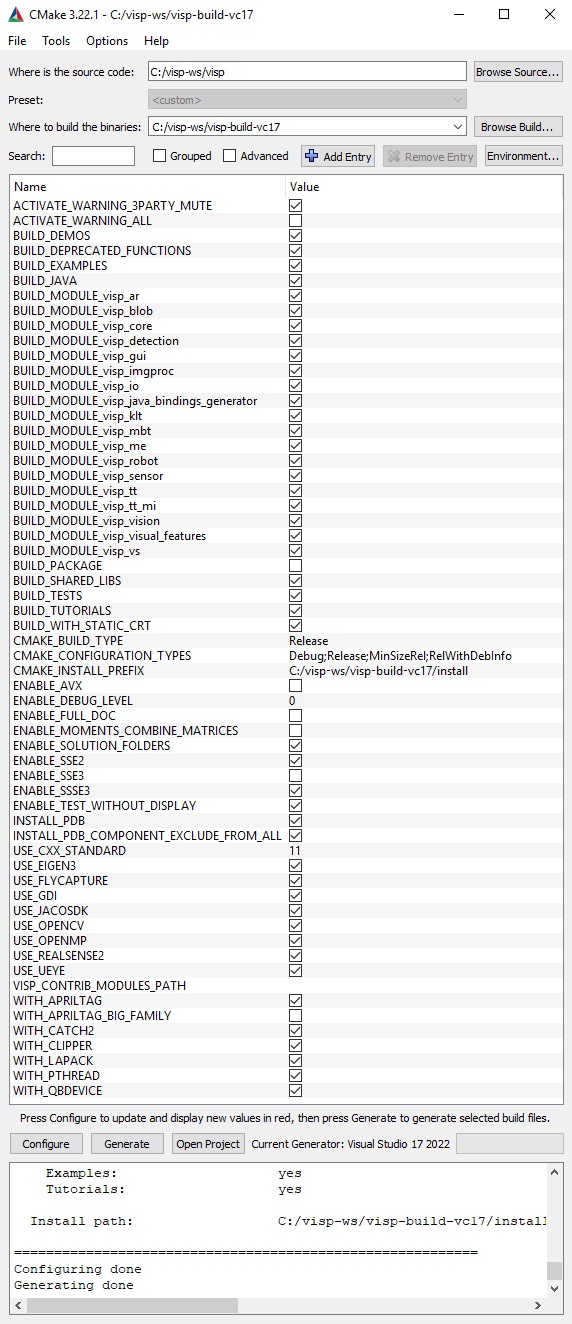 CMake 3.22.1 - C:/visp-ws/visp-build-vc17
File Tools Options Help
Where is the source code: C:/visp-ws/visp Browse Source...
Preset: <custom>
Where to build the binaries: C:/visp-ws/visp-build-vc17 Browse Build...
Search: Grouped Advanced Add Entry Remove Entry Environment...
Name Value
ACTIVATE_WARNING_3PARTY_MUTE
ACTIVATE_WARNING_ALL
BUILD_DEMOS
BUILD_DEPRECATED_FUNCTIONS
BUILD_EXAMPLES
BUILD_JAVA
BUILD_MODULE_visp_ar
BUILD_MODULE_visp_blob
BUILD_MODULE_visp_core
BUILD_MODULE_visp_detection
BUILD_MODULE_visp_gui
BUILD_MODULE_visp_imgproc
BUILD_MODULE_visp_io
BUILD_MODULE_visp_java_bindings_generator
BUILD_MODULE_visp_klt
BUILD_MODULE_visp_mbt
BUILD_MODULE_visp_me
BUILD_MODULE_visp_robot
BUILD_MODULE_visp_sensor
BUILD_MODULE_visp_tt
BUILD_MODULE_visp_tt_mi
BUILD_MODULE_visp_vision
BUILD_MODULE_visp_visual_features
BUILD_MODULE_visp_vs
BUILD_PACKAGE
BUILD_SHARED_LIBS
BUILD_TESTS
BUILD_TUTORIALS
BUILD_WITH_STATIC_CRT
CMAKE_BUILD_TYPE Release
CMAKE_CONFIGURATION_TYPES Debug;Release;MinSizeRel;RelWithDebInfo
CMAKE_INSTALL_PREFIX C:/visp-ws/visp-build-vc17/install
ENABLE_AVX
ENABLE_DEBUG_LEVEL 0
ENABLE_FULL_DOC
ENABLE_MOMENTS_COMBINE_MATRICES
ENABLE_SOLUTION_FOLDERS
ENABLE_SSE2
ENABLE_SSE3
ENABLE_SSSE3
ENABLE_TEST_WITHOUT_DISPLAY
INSTALL_PDB
INSTALL_PDB_COMPONENT_EXCLUDE_FROM_ALL
USE_CXX_STANDARD 11
USE_EIGEN3
USE_FLYCAPTURE
USE_GDI
USE_JACOSDK
USE_OPENCV
USE_OPENMP
USE_REALSENSE2
USE_UEYE
VISP_CONTRIB_MODULES_PATH
WITH_APRILTAG
WITH_APRILTAG_BIG_FAMILY
WITH_CATCH2
WITH_CLIPPER
WITH_LAPACK
WITH_PTHREAD
WITH_QBDEVICE
Press Configure to update and display new values in red, then press Generate to generate selected build files.
Configure Generate Open Project Current Generator: Visual Studio 17 2022
Examples: yes
Tutorials: yes
Install path: C:/visp-ws/visp-build-vc17/install
==========================================================
Configuring done
Generating done